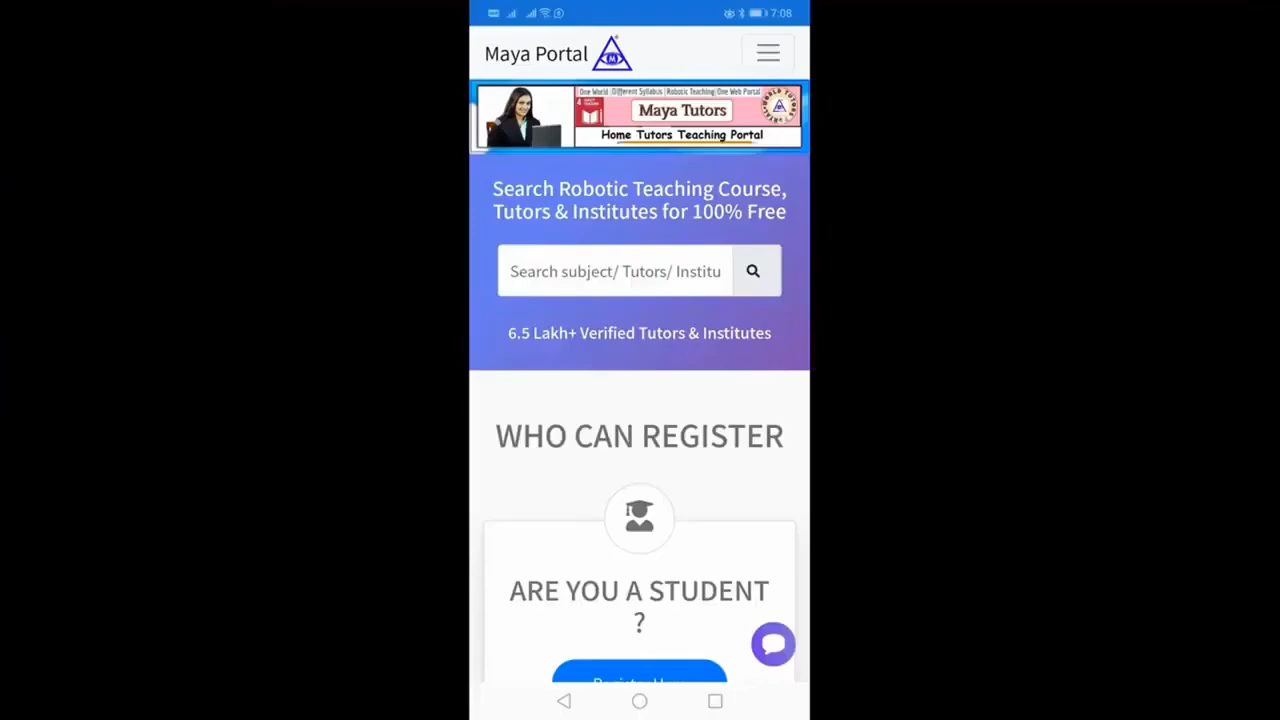 7:08
Maya Portal
M
One World | Different Syllabus | Robotic Teaching | One Web Portal
Maya Tutors
Home Tutors Teaching Portal
Search Robotic Teaching Course,
Tutors & Institutes for 100% Free
Search subject/ Tutors/ Institu
6.5 Lakh+ Verified Tutors & Institutes
WHO CAN REGISTER
ARE YOU A STUDENT
?